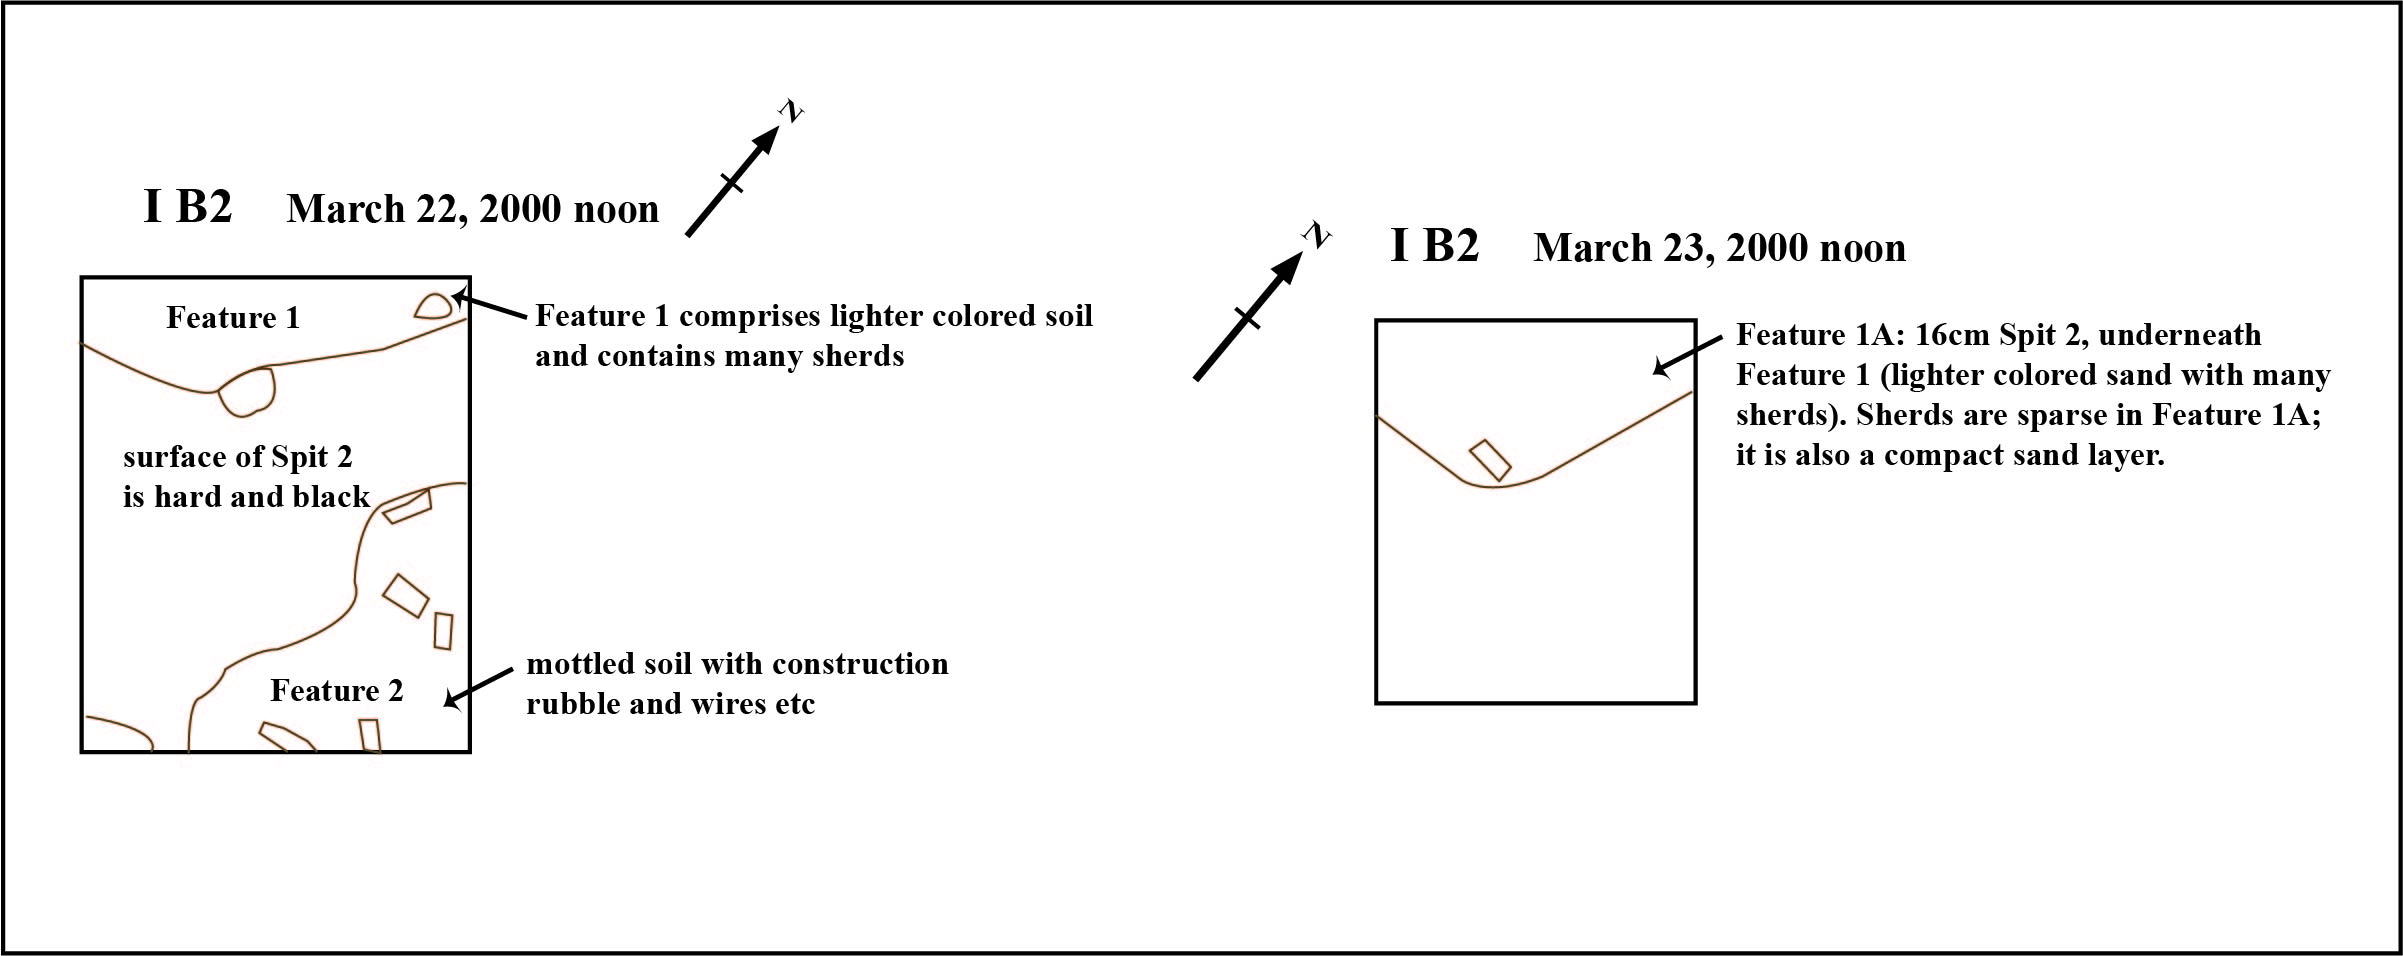 N
I B2 March 22, 2000 noon
Feature 1
Feature 1 comprises lighter colored soil
and contains many sherds
surface of Spit 2
is hard and black
mottled soil with construction
rubble and wires etc
Feature 2
N
I B2 March 23, 2000 noon
Feature 1A: 16cm Spit 2, underneath
Feature 1 (lighter colored sand with many
sherds). Sherds are sparse in Feature 1A;
it is also a compact sand layer.